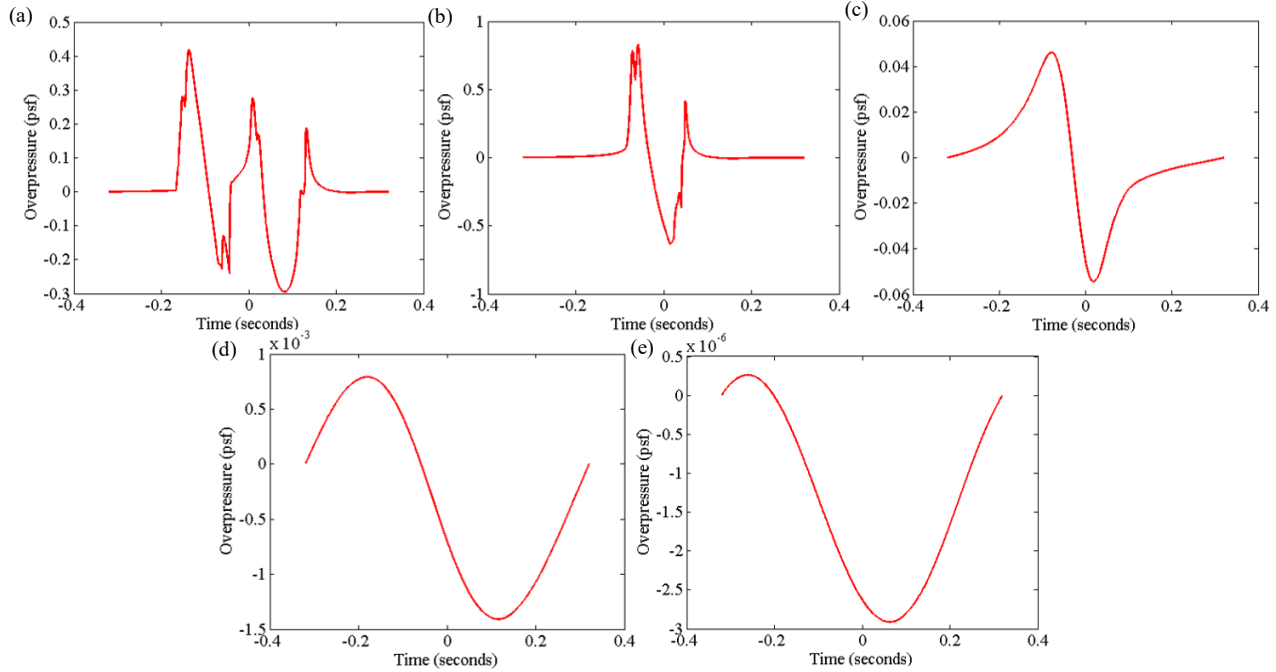 (a)
0.5
0.4
0.3
0.2
0.1
0
-0.1
-0.2
-0.3
-0.4 -0.2 0 0.2 0.4
Overpressure (psf)
Time (seconds)
(b)
1
0.5
0
-0.5
-1
-0.4 -0.2 0 0.2 0.4
Overpressure (psf)
Time (seconds)
(c)
0.06
0.04
0.02
0
-0.02
-0.04
-0.06
-0.4 -0.2 0 0.2 0.4
Overpressure (psf)
Time (seconds)
(d)
x 10⁻³
1
0.5
0
-0.5
-1
-1.5
-0.4 -0.2 0 0.2 0.4
Overpressure (psf)
Time (seconds)
(e)
x 10⁻⁶
0.5
0
-0.5
-1
-1.5
-2
-2.5
-3
-0.4 -0.2 0 0.2 0.4
Overpressure (psf)
Time (seconds)